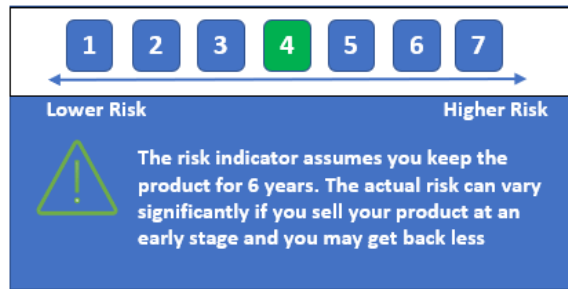 1 2 3 4 5 6 7
Lower Risk Higher Risk
The risk indicator assumes you keep the
product for 6 years. The actual risk can vary
significantly if you sell your product at an
early stage and you may get back less